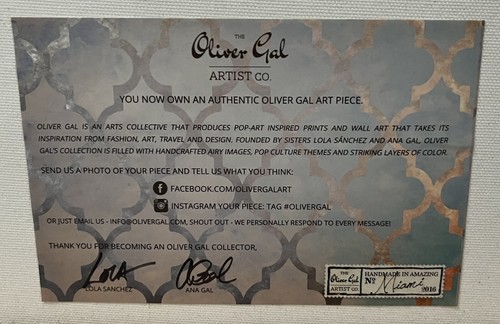 THE
Oliver Gal
ARTIST CO.
YOU NOW OWN AN AUTHENTIC OLIVER GAL ART PIECE.
OLIVER GAL IS AN ARTS COLLECTIVE THAT PRODUCES POP-ART INSPIRED PRINTS AND WALL ART THAT TAKES ITS
INSPIRATION FROM FASHION, ART, TRAVEL AND DESIGN. FOUNDED BY SISTERS LOLA SÁNCHEZ AND ANA GAL, OLIVER
GAL'S COLLECTION IS FILLED WITH HANDCRAFTED AIRY IMAGES, POP CULTURE THEMES AND STRIKING LAYERS OF COLOR.
SEND US A PHOTO OF YOUR PIECE AND TELL US WHAT YOU THINK:
FACEBOOK.COM/OLIVERGALART
INSTAGRAM YOUR PIECE: TAG #OLIVERGAL
OR JUST EMAIL US - INFO@OLIVERGAL.COM, SHOUT OUT - WE PERSONALLY RESPOND TO EVERY MESSAGE!
THANK YOU FOR BECOMING AN OLIVER GAL COLLECTOR,
LOLA SANCHEZ
ANA GAL
THE
Oliver Gal
ARTIST CO.
HANDMADE IN AMAZING
Nº Miami
2016